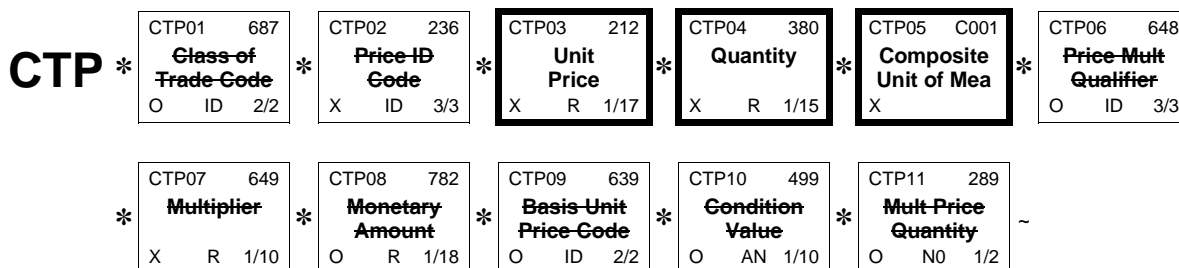 CTP * CTP01 687 * CTP02 236 * CTP03 212 * CTP04 380 * CTP05 C001 * CTP06 648
Class of Trade Code
Price ID Code
Unit Price
Quantity
Composite Unit of Mea
Price Mult Qualifier
O ID 2/2
X ID 3/3
X R 1/17
X R 1/15
X
O ID 3/3
* CTP07 649 * CTP08 782 * CTP09 639 * CTP10 499 * CTP11 289 ~
Multiplier
Monetary Amount
Basis Unit Price Code
Condition Value
Mult Price Quantity
X R 1/10
O R 1/18
O ID 2/2
O AN 1/10
O N0 1/2